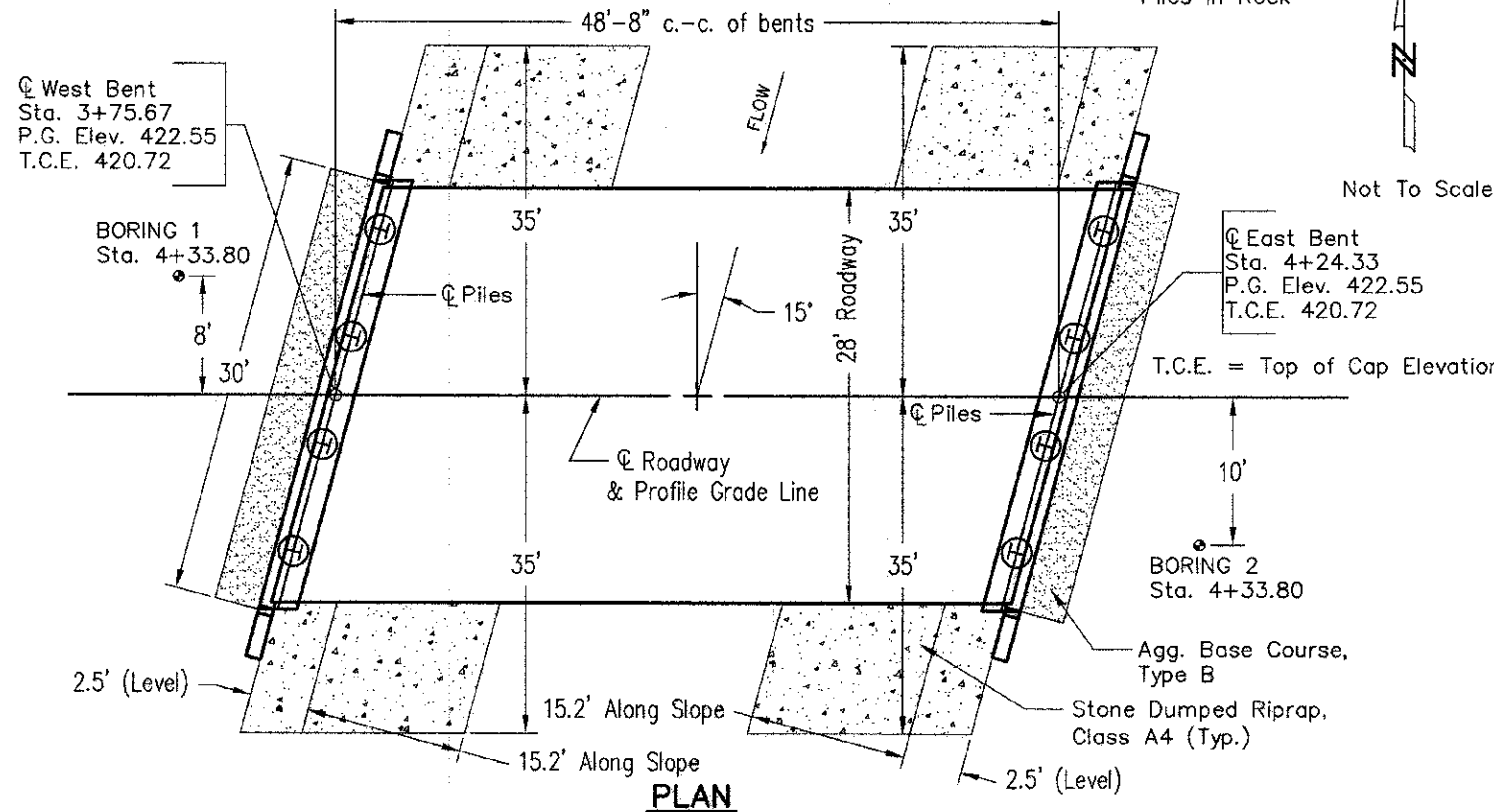 Piles in Rock
48'-8" c.-c. of bents
N
℄ West Bent
Sta. 3+75.67
P.G. Elev. 422.55
T.C.E. 420.72
FLOW
Not To Scale
BORING 1
Sta. 4+33.80
8'
30'
℄ Piles
35'
35'
28' Roadway
15'
℄ East Bent
Sta. 4+24.33
P.G. Elev. 422.55
T.C.E. 420.72
T.C.E. = Top of Cap Elevation
℄ Piles
℄ Roadway
& Profile Grade Line
10'
35'
35'
BORING 2
Sta. 4+33.80
Agg. Base Course,
Type B
2.5' (Level)
15.2' Along Slope
Stone Dumped Riprap,
Class A4 (Typ.)
15.2' Along Slope
2.5' (Level)
PLAN